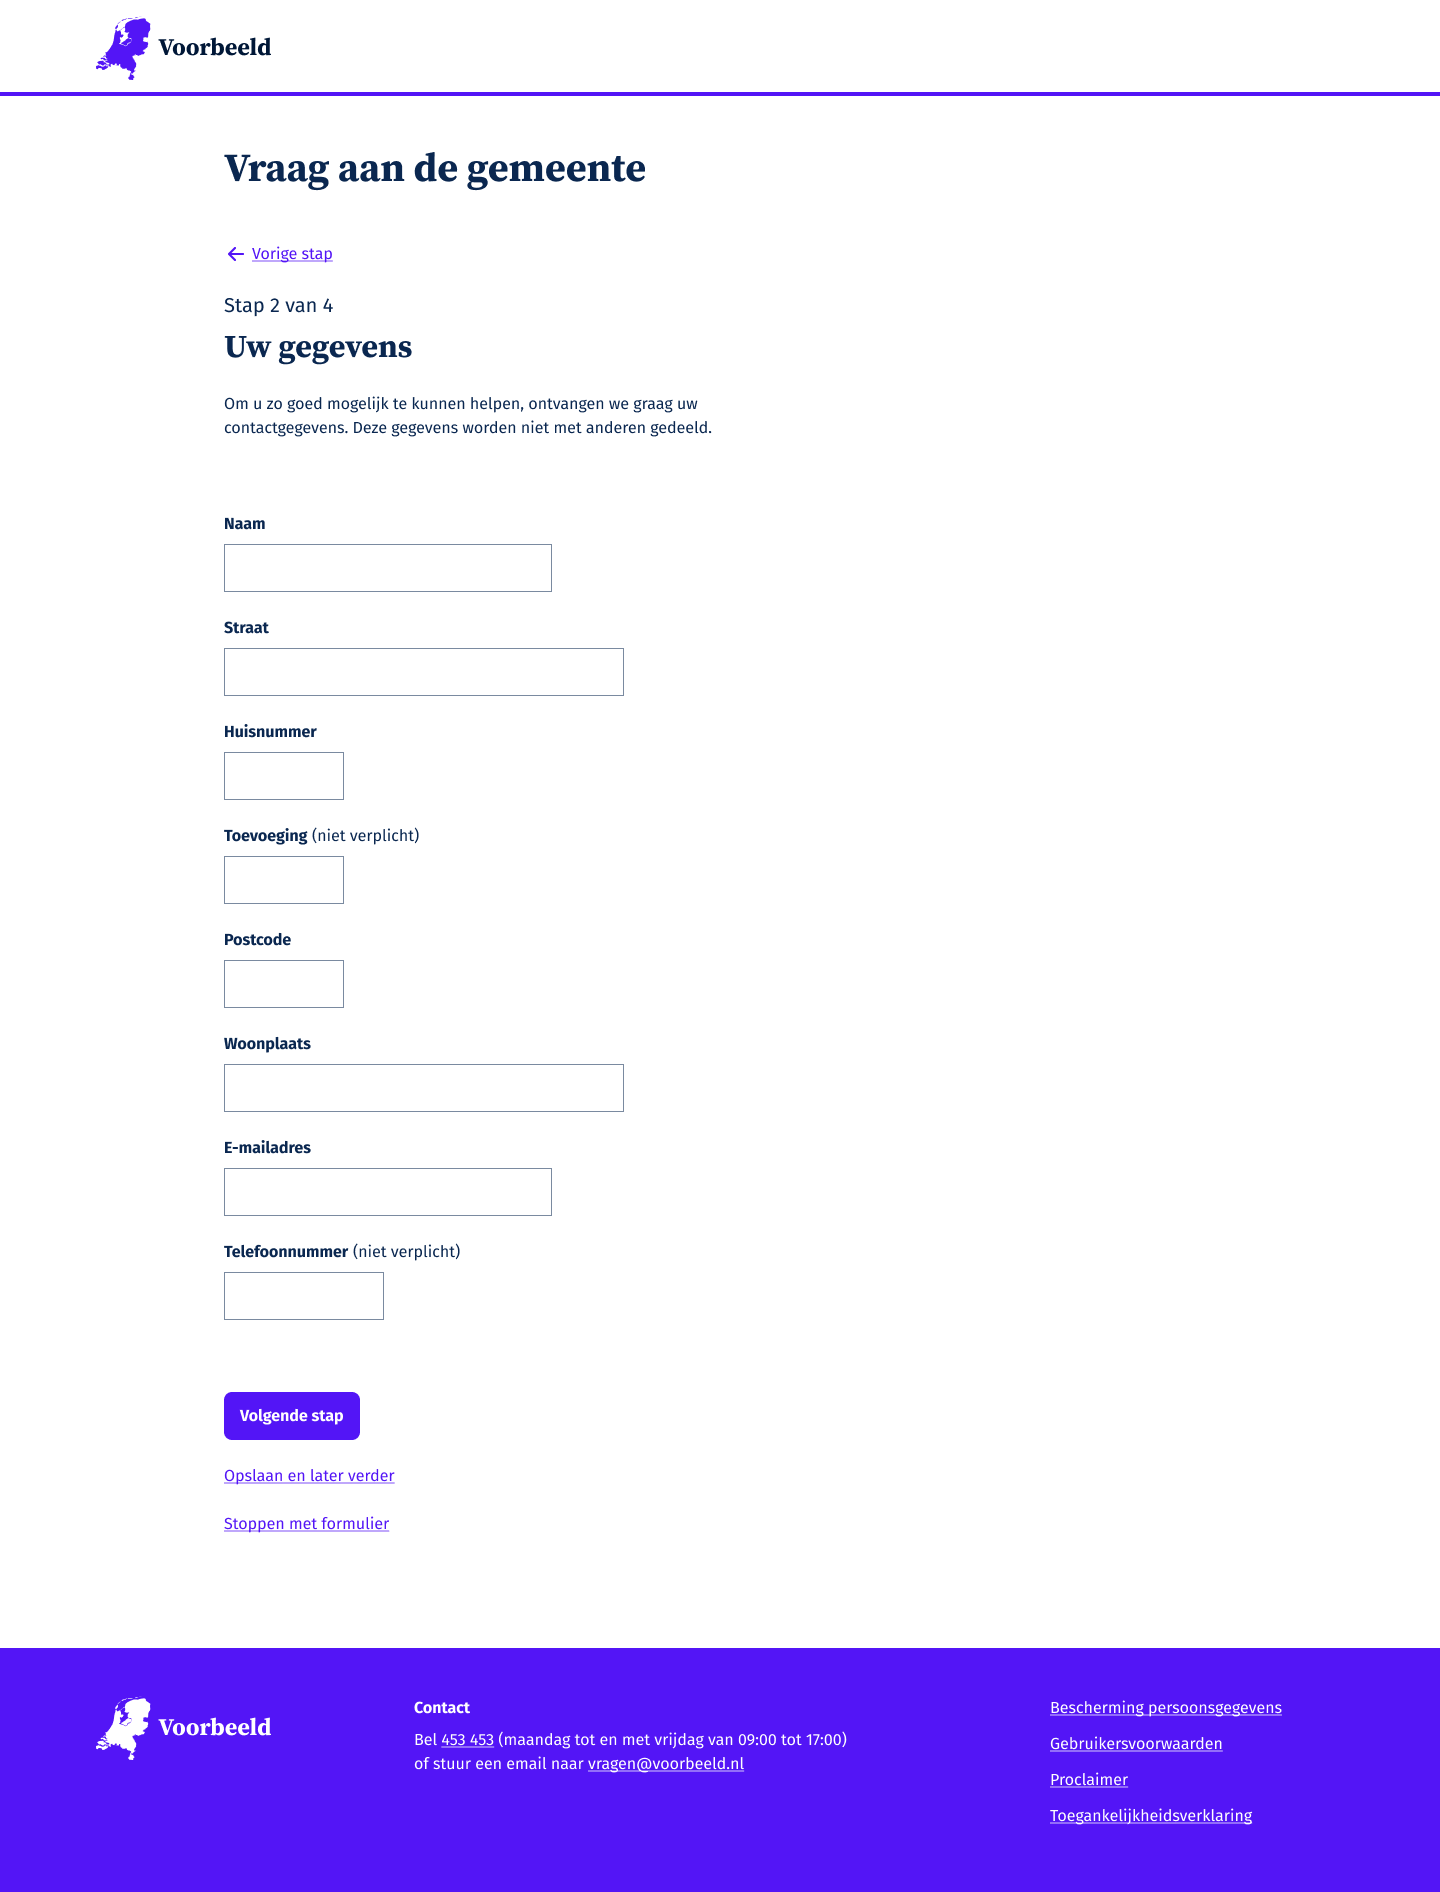 Voorbeeld
Vraag aan de gemeente
Vorige stap
Stap 2 van 4
Uw gegevens
Om u zo goed mogelijk te kunnen helpen, ontvangen we graag uw
contactgegevens. Deze gegevens worden niet met anderen gedeeld.
Naam
Straat
Huisnummer
Toevoeging (niet verplicht)
Postcode
Woonplaats
E-mailadres
Telefoonnummer (niet verplicht)
Volgende stap
Opslaan en later verder
Stoppen met formulier
Voorbeeld
Contact
Bel 453 453 (maandag tot en met vrijdag van 09:00 tot 17:00)
of stuur een email naar vragen@voorbeeld.nl
Bescherming persoonsgegevens
Gebruikersvoorwaarden
Proclaimer
Toegankelijkheidsverklaring